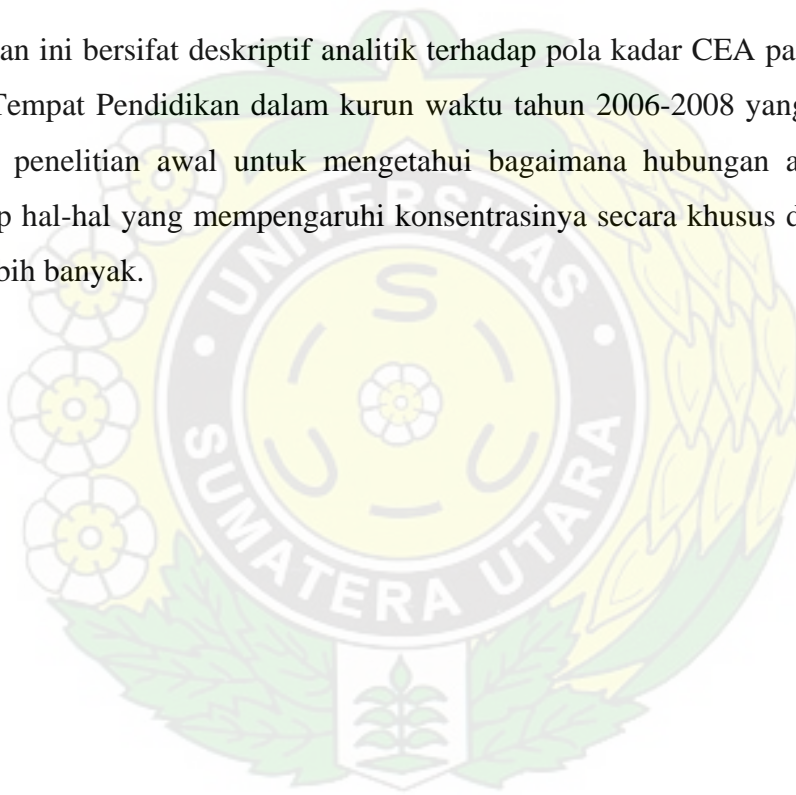 an ini bersifat deskriptif analitik terhadap pola kadar CEA pa
Tempat Pendidikan dalam kurun waktu tahun 2006-2008 yang
penelitian awal untuk mengetahui bagaimana hubungan a
p hal-hal yang mempengaruhi konsentrasinya secara khusus d
bih banyak.
UNIVERSITAS
S
U U
SUMATERA UTARA